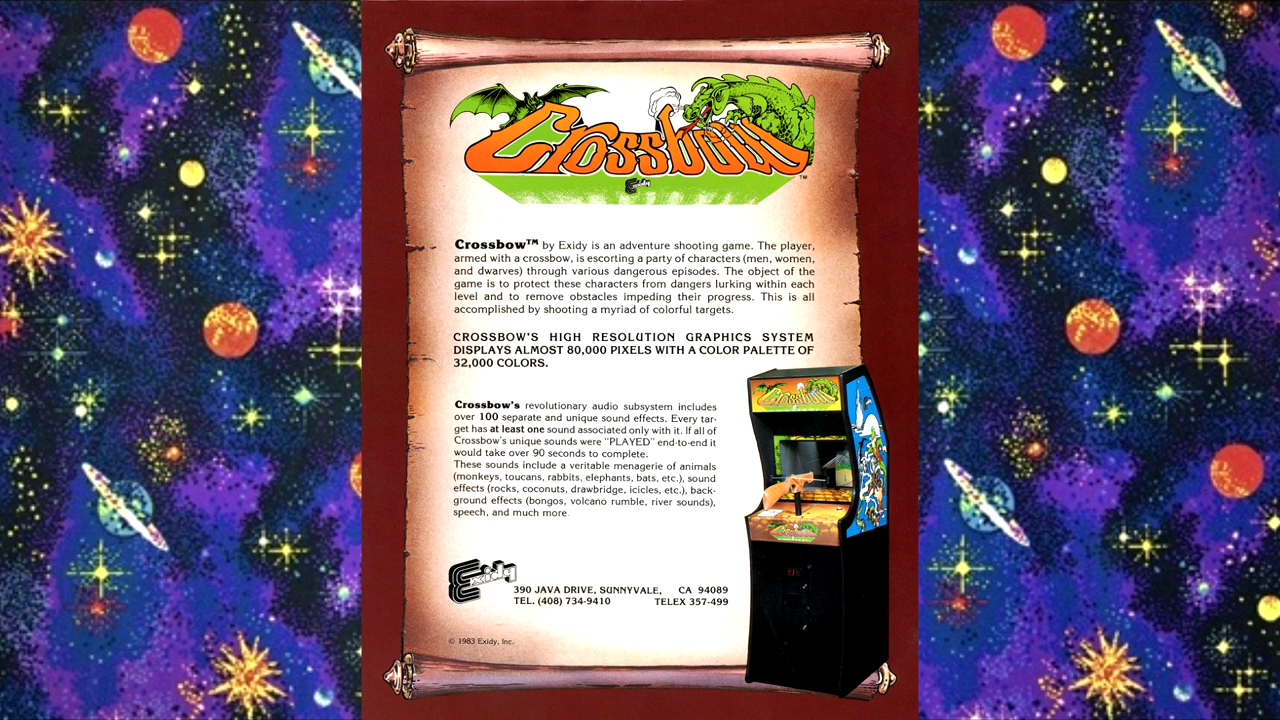 Crossbow
TM
Exidy
Crossbow™ by Exidy is an adventure shooting game. The player,
armed with a crossbow, is escorting a party of characters (men, women,
and dwarves) through various dangerous episodes. The object of the
game is to protect these characters from dangers lurking within each
level and to remove obstacles impeding their progress. This is all
accomplished by shooting a myriad of colorful targets.
CROSSBOW'S HIGH RESOLUTION GRAPHICS SYSTEM
DISPLAYS ALMOST 80,000 PIXELS WITH A COLOR PALETTE OF
32,000 COLORS.
Crossbow's revolutionary audio subsystem includes
over 100 separate and unique sound effects. Every tar-
get has at least one sound associated only with it. If all of
Crossbow's unique sounds were "PLAYED" end-to-end it
would take over 90 seconds to complete.
These sounds include a veritable menagerie of animals
(monkeys, toucans, rabbits, elephants, bats, etc.), sound
effects (rocks, coconuts, drawbridge, icicles, etc.), back-
ground effects (bongos, volcano rumble, river sounds),
speech, and much more.
Crossbow
Exidy
390 JAVA DRIVE, SUNNYVALE, CA 94089
TEL. (408) 734-9410 TELEX 357-499
© 1983 Exidy, Inc.